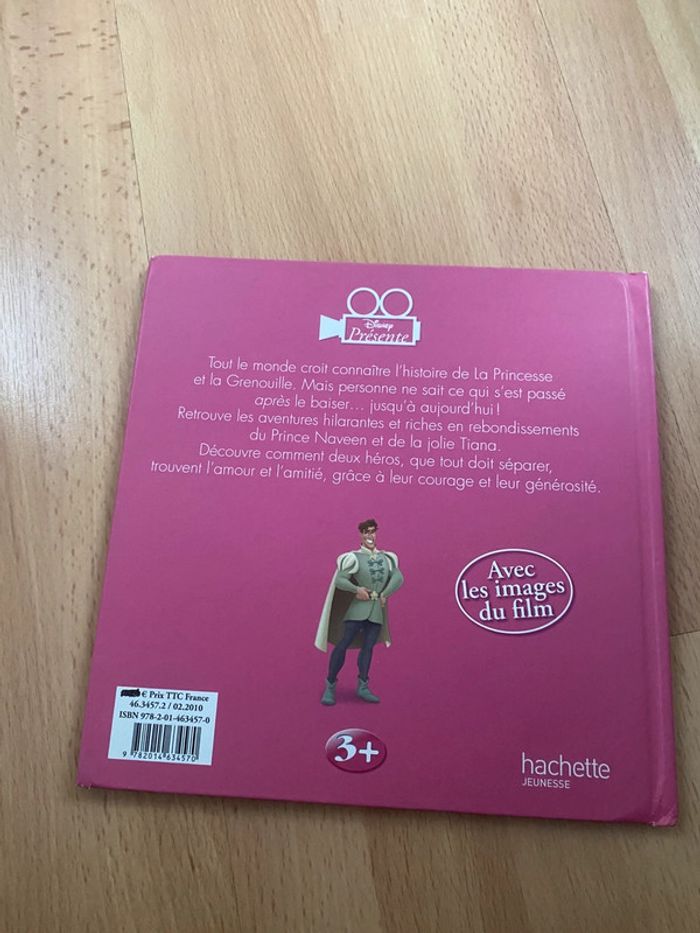 Disney
Présente
Tout le monde croit connaître l'histoire de La Princesse
et la Grenouille. Mais personne ne sait ce qui s'est passé
après le baiser... jusqu'à aujourd'hui !
Retrouve les aventures hilarantes et riches en rebondissements
du Prince Naveen et de la jolie Tiana.
Découvre comment deux héros, que tout doit séparer,
trouvent l'amour et l'amitié, grâce à leur courage et leur générosité.
Avec
les images
du film
€ Prix TTC France
46.3457.2 / 02.2010
ISBN 978-2-01-463457-0
9 782014 634570
3+
hachette
JEUNESSE